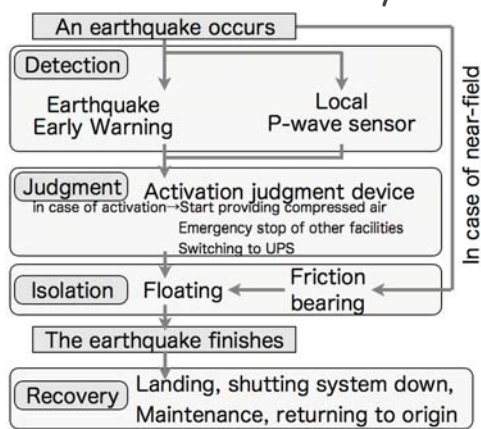 An earthquake occurs
Detection
Earthquake
Early Warning
Local
P-wave sensor
Judgment
Activation judgment device
in case of activation→Start providing compressed air
Emergency stop of other facilities
Switching to UPS
In case of near-field
Isolation
Floating
Friction
bearing
The earthquake finishes
Recovery
Landing, shutting system down,
Maintenance, returning to origin